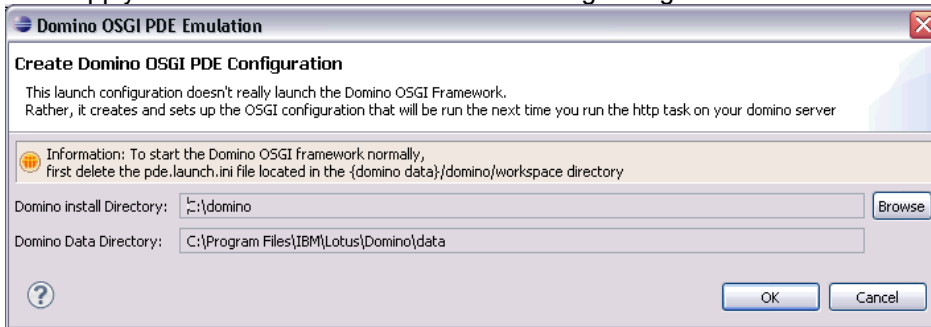 Domino OSGI PDE Emulation
Create Domino OSGI PDE Configuration
This launch configuration doesn't really launch the Domino OSGI Framework.
Rather, it creates and sets up the OSGI configuration that will be run the next time you run the http task on your domino server
Information: To start the Domino OSGI framework normally,
first delete the pde.launch.ini file located in the {domino data}/domino/workspace directory
Domino install Directory: :\domino Browse
Domino Data Directory: C:\Program Files\IBM\Lotus\Domino\data
? OK Cancel